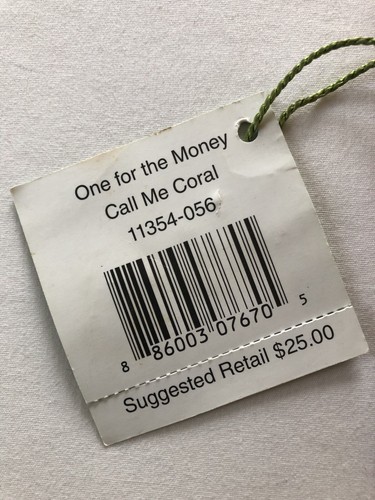 One for the Money
Call Me Coral
11354-056
8 86003 07670 5
Suggested Retail $25.00